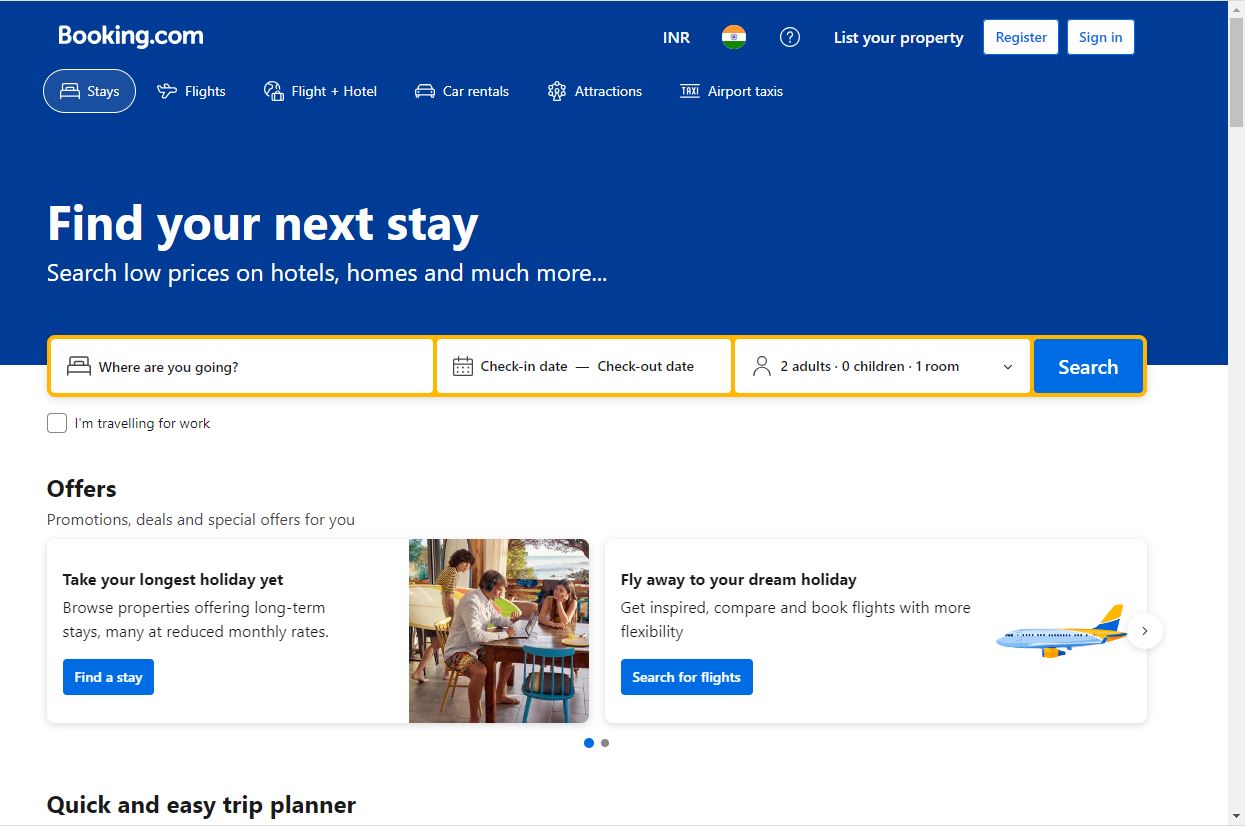 Booking.com
INR
List your property
Register
Sign in
Stays
Flights
Flight + Hotel
Car rentals
TAXI
Attractions
Airport taxis
Find your next stay
Search low prices on hotels, homes and much more...
Where are you going?
Check-in date — Check-out date
2 adults · 0 children · 1 room
Search
I'm travelling for work
Offers
Promotions, deals and special offers for you
Take your longest holiday yet
Browse properties offering long-term
stays, many at reduced monthly rates.
Find a stay
Fly away to your dream holiday
Get inspired, compare and book flights with more
flexibility
Search for flights
Quick and easy trip planner